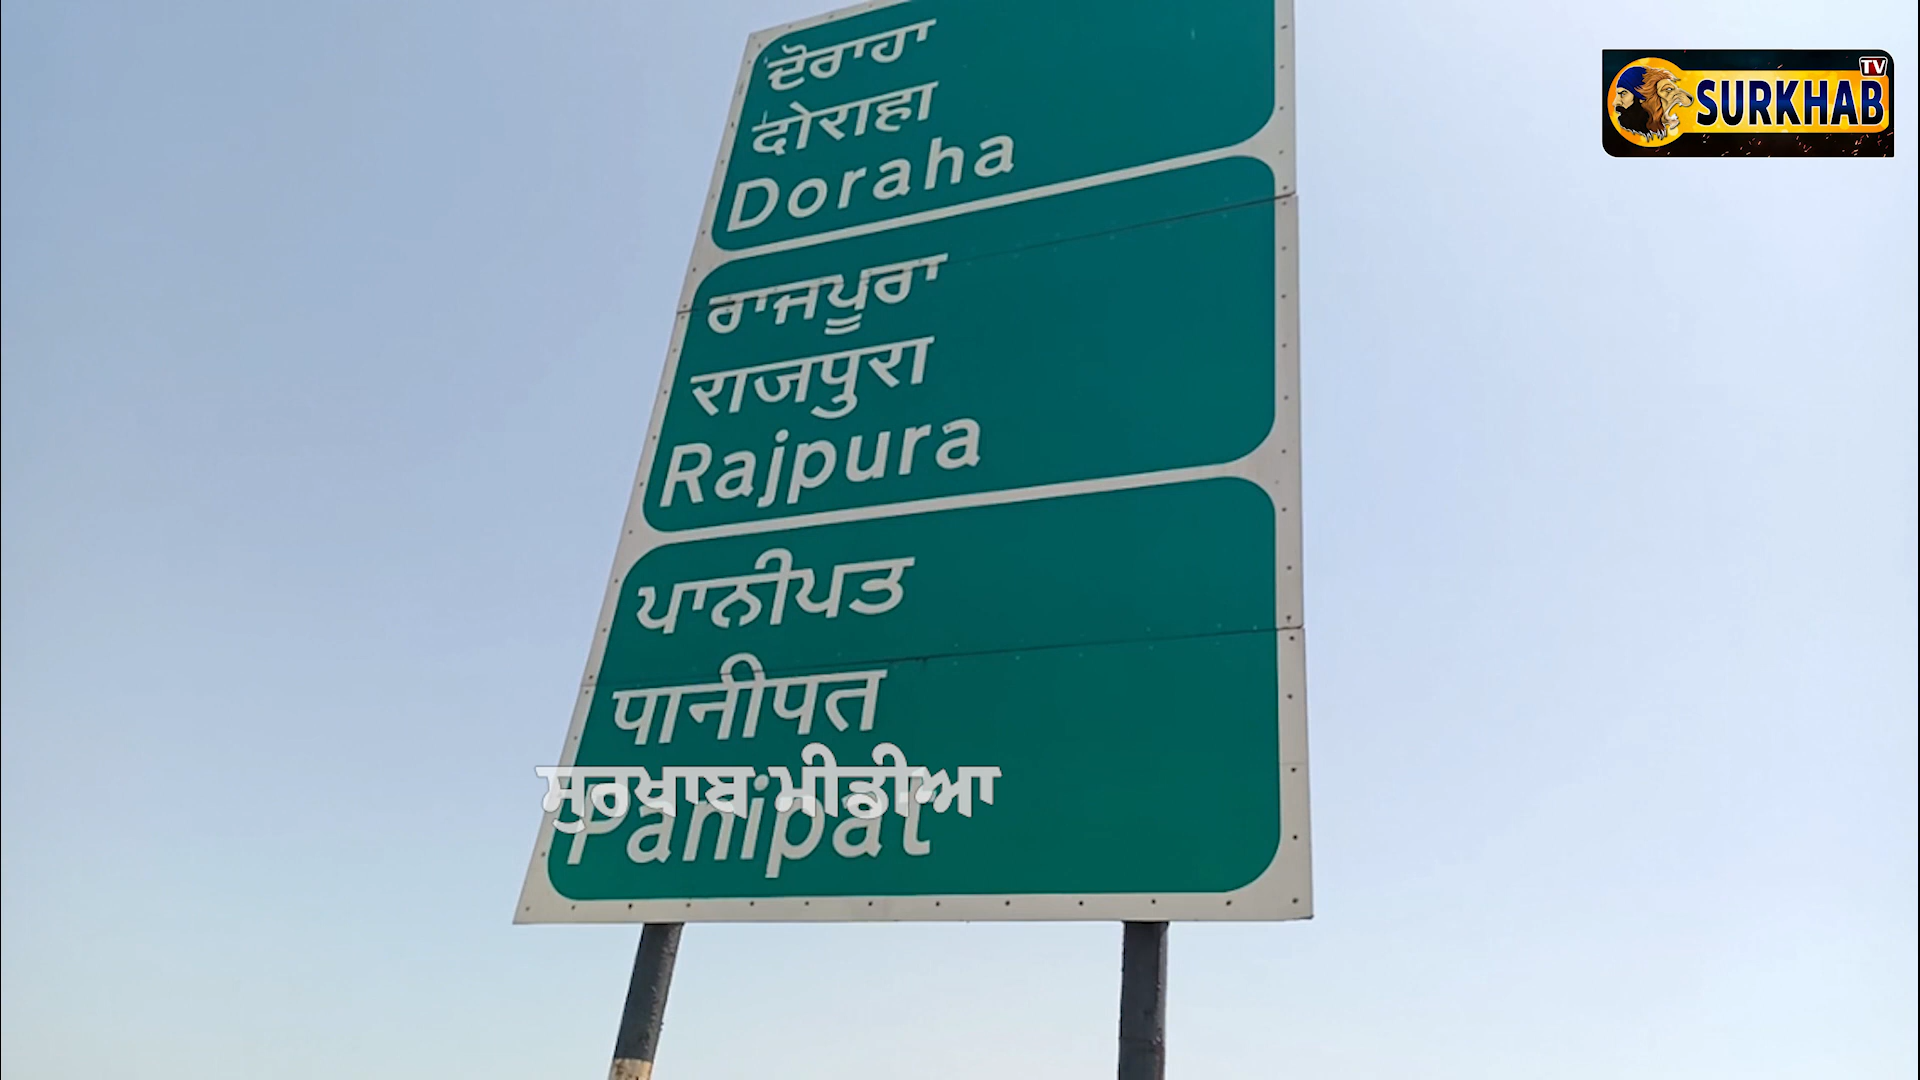 ਦੋਰਾਹਾ
दोराहा
Doraha
ਰਾਜਪੂਰਾ
राजपुरा
Rajpura
ਪਾਨੀਪਤ
पानीपत
Panipat
ਸੁਰਖਾਬ ਮੀਡੀਆ
SURKHAB TV